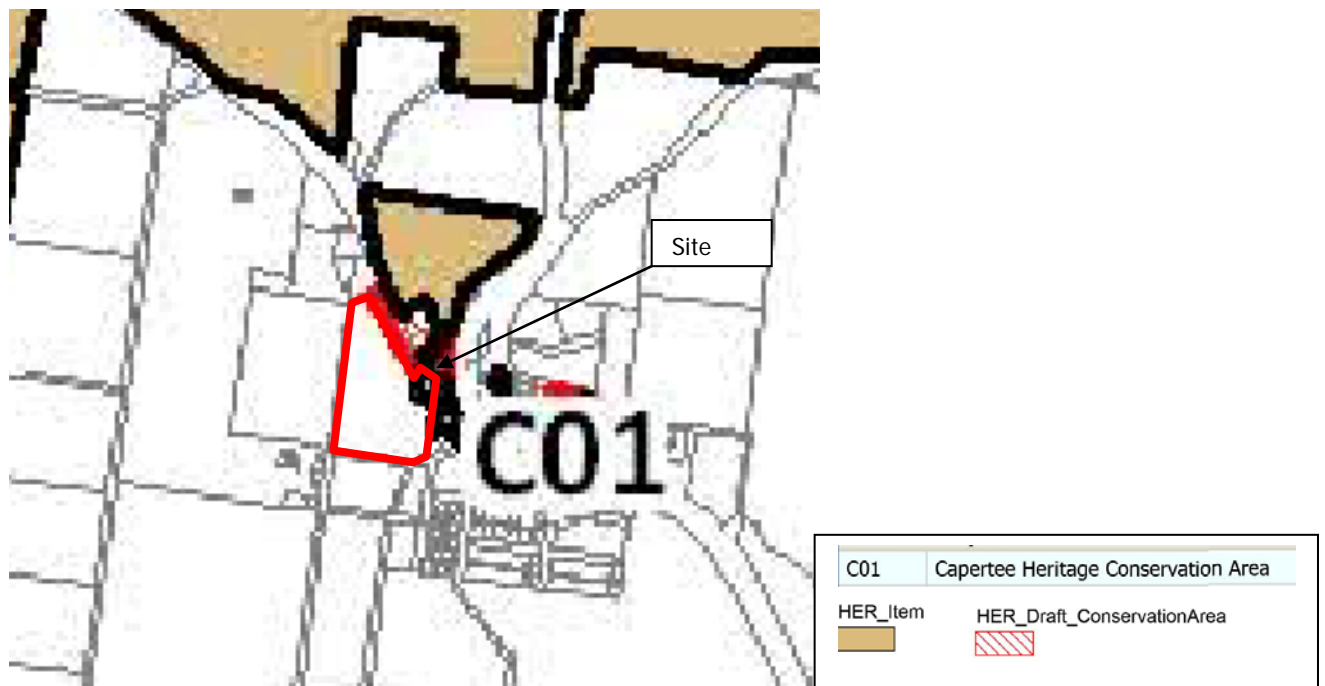 Site
C01
C01 Capertee Heritage Conservation Area
HER_Item HER_Draft_ConservationArea